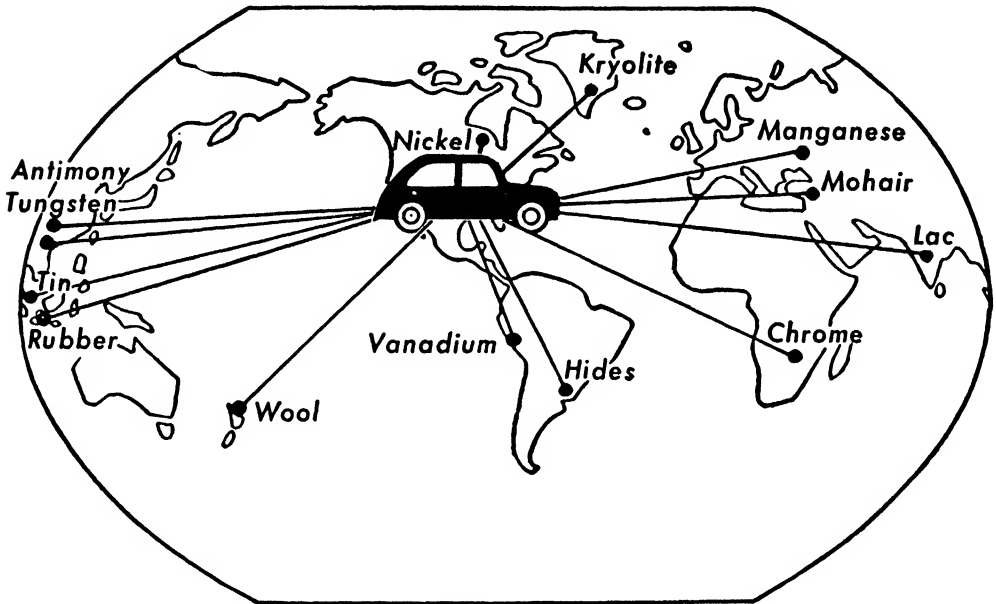 Kryolite
Nickel
Manganese
Antimony
Mohair
Tungsten
Lac
Tin
Rubber
Vanadium
Chrome
Hides
Wool